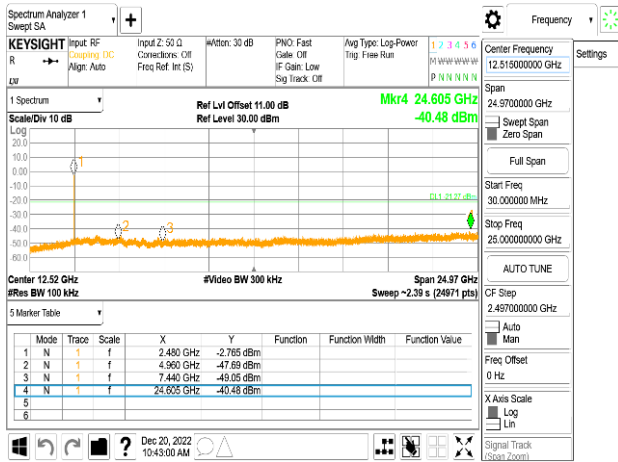 Spectrum Analyzer 1
Swept SA
Frequency
KEYSIGHT
R
Input: RF
Coupling: DC
Align: Auto
Input Z: 50 Ω
Corrections: Off
Freq Ref: Int (S)
#Atten: 30 dB
PNO: Fast
Gate: Off
IF Gain: Low
Sig Track: Off
Avg Type: Log-Power
Trig: Free Run
1 2 3 4 5 6
M W W W W W
P N N N N N
Center Frequency
12.515000000 GHz
Settings
Span
24.9700000 GHz
Swept Span
Zero Span
Full Span
Start Freq
30.000000 MHz
Stop Freq
25.000000000 GHz
AUTO TUNE
CF Step
2.497000000 GHz
Auto
Man
Freq Offset
0 Hz
X Axis Scale
Log
Lin
Signal Track
(Span Zoom)
1 Spectrum
Scale/Div 10 dB
Ref Lvl Offset 11.00 dB
Ref Level 30.00 dBm
Mkr4 24.605 GHz
-40.48 dBm
Log
20.0
10.0
0.00
-10.0
-20.0
-30.0
-40.0
-50.0
-60.0
1
2
3
Center 12.52 GHz
#Video BW 300 kHz
Span 24.97 GHz
#Res BW 100 kHz
Sweep ~2.39 s (24971 pts)
5 Marker Table
Mode Trace Scale X Y Function Function Width Function Value
1 N 1 f 2.480 GHz -2.765 dBm
2 N 1 f 4.960 GHz -47.69 dBm
3 N 1 f 7.440 GHz -49.05 dBm
4 N 1 f 24.605 GHz -40.48 dBm
5
6
?
Dec 20, 2022
10:43:00 AM